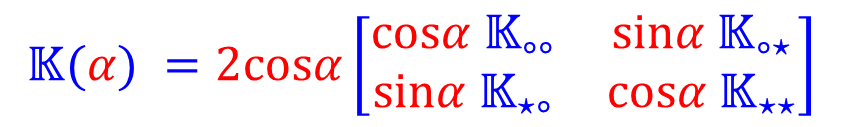 𝕂(α) = 2cosα [cosα 𝕂∘∘ sinα 𝕂∘⋆
sinα 𝕂⋆∘ cosα 𝕂⋆⋆]